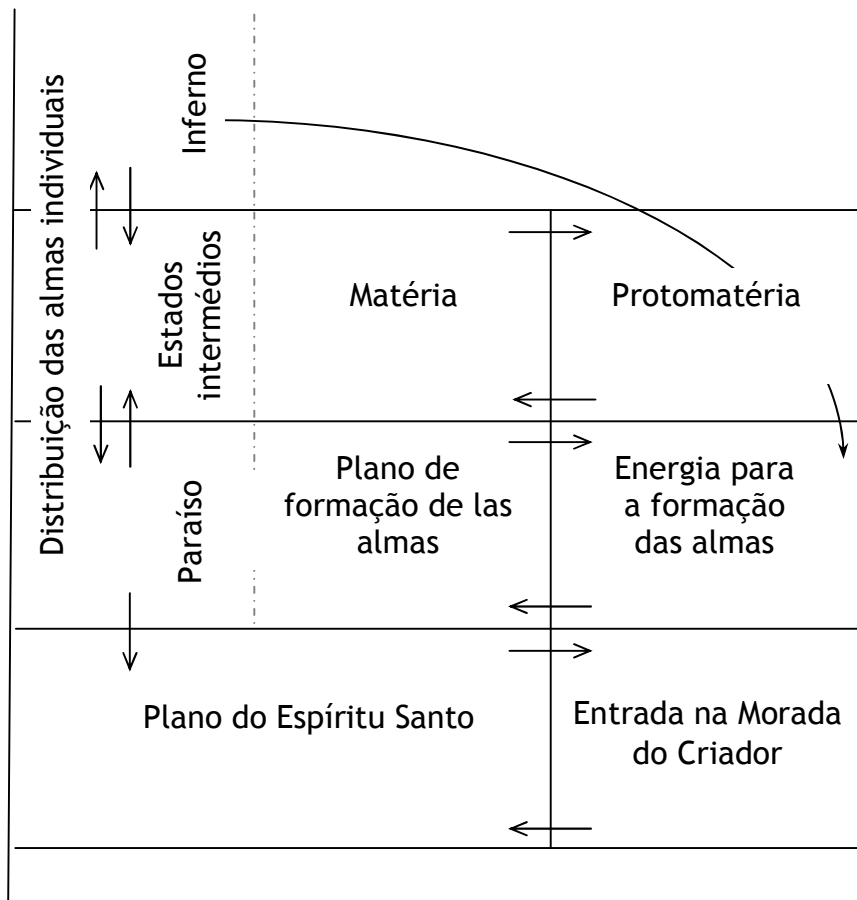 Distribuição das almas individuais
Inferno
Estados
intermédios
Matéria
Protomatéria
Paraíso
Plano de
formação de las
almas
Energia para
a formação
das almas
Plano do Espíritu Santo
Entrada na Morada
do Criador